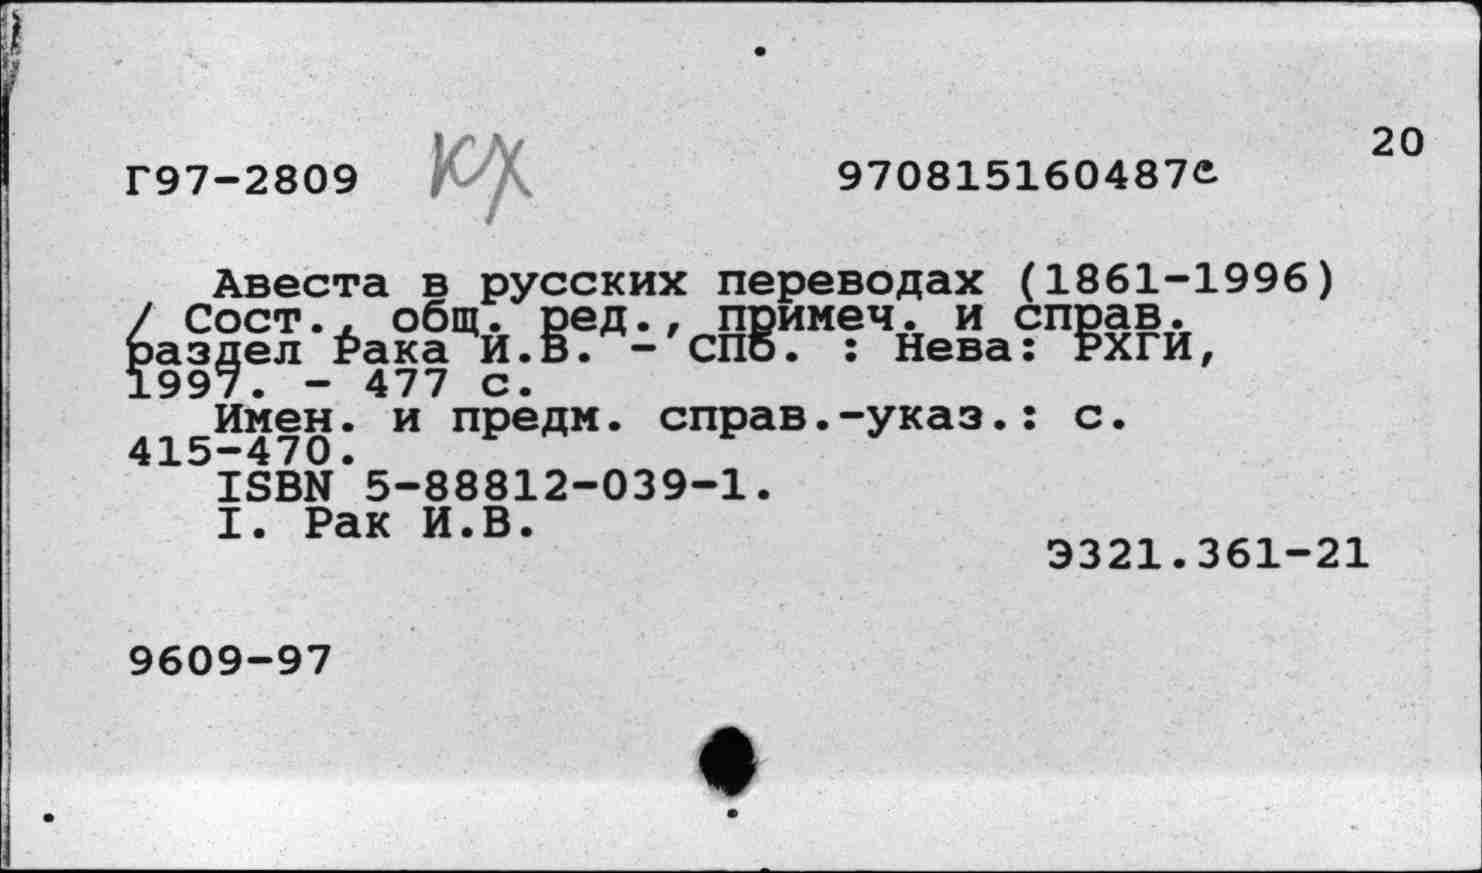 20
Г97-2809 КХ 970815160487е
Авеста в русских переводах (1861-1996)
/ Сост., общ. ред., примеч. и справ.
раздел Рака И.В. - СПб. : Нева: РХГИ,
1997. - 477 с.
Имен. и предм. справ.-указ.: с.
415-470.
ISBN 5-88812-039-1.
I. Рак И.В.
Э321.361-21
9609-97